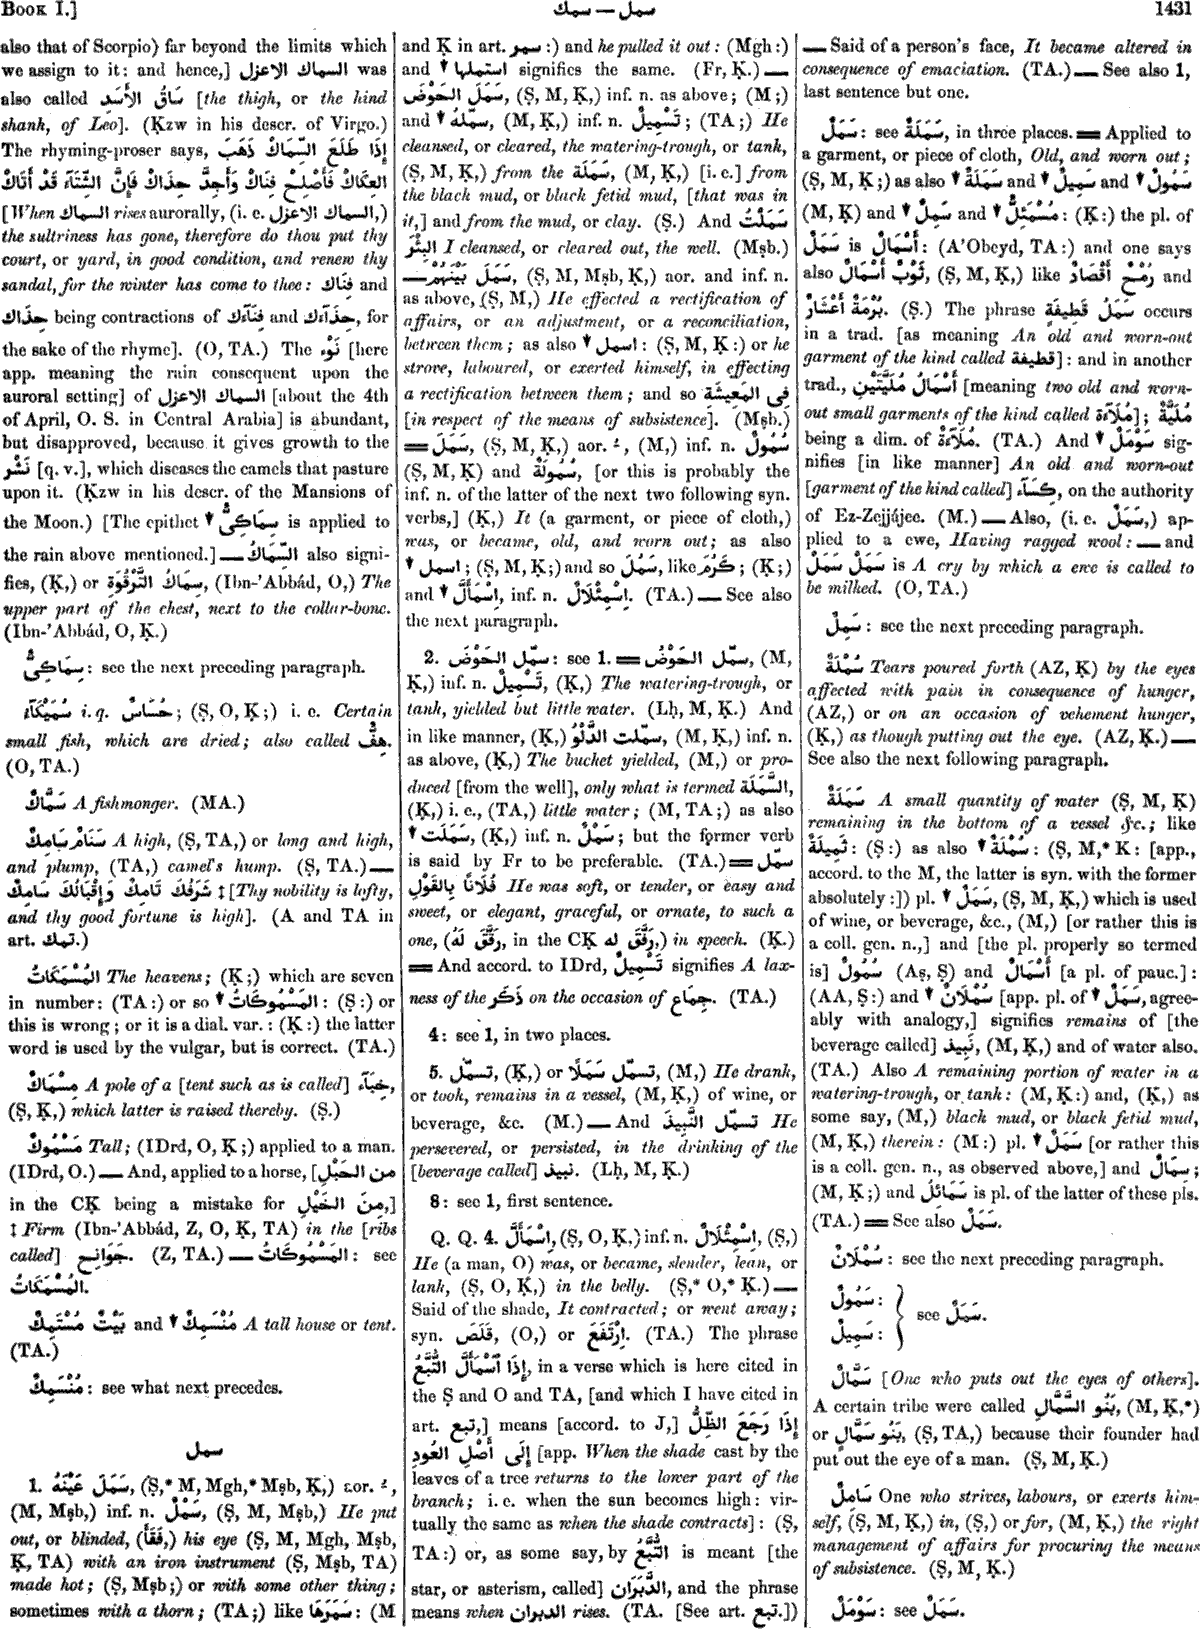 BOOK I.]
سمك — سمل
1431
also that of Scorpio) far beyond the limits which
we assign to it: and hence,] السماك الاعزل was
also called سَاقُ الأَسَدِ [the thigh, or the hind
shank, of Leo]. (Ḳzw in his descr. of Virgo.)
The rhyming-proser says, إِذَا طَلَعَ السِّمَاكْ ذَهَبَ
العِكَاكْ فَأَصْلِحْ فِنَاكْ وَأَجِدَّ حِذَاكْ فَإِنَّ الشِّتَآءَ قَدْ أَتَاكْ
[When السماك rises aurorally, (i. e. السماك الاعزل,)
the sultriness has gone, therefore do thou put thy
court, or yard, in good condition, and renew thy
sandal, for the winter has come to thee: فِنَاك and
حِذَاك being contractions of فِنَآءَك and حِذَآءَك, for
the sake of the rhyme]. (O, TA.) The نَوْء [here
app. meaning the rain consequent upon the
auroral setting] of السماك الاعزل [about the 4th
of April, O. S. in Central Arabia] is abundant,
but disapproved, because it gives growth to the
نَشْر [q. v.], which diseases the camels that pasture
upon it. (Ḳzw in his descr. of the Mansions of
the Moon.) [The epithet ▼ سِمَاكِىٌّ is applied to
the rain above mentioned.] — السِّمَاكُ also signi-
fies, (Ḳ,) or سِمَاكُ التَّرْقُوَةِ, (Ibn-'Abbád, O,) The
upper part of the chest, next to the collar-bone.
(Ibn-'Abbád, O, Ḳ.)
سِمَاكِىٌّ: see the next preceding paragraph.
سُمَيْكَآءُ i. q. حُسَاسٌ; (Ṣ, O, Ḳ;) i. e. Certain
small fish, which are dried; also called هِفٌّ.
(O, TA.)
سَمَّاكٌ A fishmonger. (MA.)
سَنَامٌ سَامِكٌ A high, (Ṣ, TA,) or long and high,
and plump, (TA,) camel's hump. (Ṣ, TA.) —
شَرَفُكَ تَامِكٌ وَإِقْبَالُكَ سَامِكٌ ‡ [Thy nobility is lofty,
and thy good fortune is high]. (A and TA in
art. تمك.)
المُسْمَكَاتُ The heavens; (Ḳ;) which are seven
in number: (TA:) or so ▼ المَسْمُوكَاتُ: (Ṣ:) or
this is wrong; or it is a dial. var.: (Ḳ:) the latter
word is used by the vulgar, but is correct. (TA.)
مِسْمَاكٌ A pole of a [tent such as is called] خِبَآء,
(Ṣ, Ḳ,) which latter is raised thereby. (Ṣ.)
مَسْمُوكٌ Tall; (IDrd, O, Ḳ;) applied to a man.
(IDrd, O.) — And, applied to a horse, [من الحَبْلِ
in the CḲ being a mistake for مِنَ الخَيْلِ,]
‡ Firm (Ibn-'Abbád, Z, O, Ḳ, TA) in the [ribs
called] جَوَانِح. (Z, TA.) — المَسْمُوكَاتُ: see
المُسْمَكَاتُ.
بَيْتٌ مُسْتَمِكٌ and ▼ مُنْسَمِكٌ A tall house or tent.
(TA.)
مُنْسَمِكٌ: see what next precedes.
سمل
1. سَمَلَ عَيْنَهُ, (Ṣ,* M, Mgh,* Mṣb, Ḳ,) aor. ـُ ,
(M, Mṣb,) inf. n. سَمْلٌ, (Ṣ, M, Mṣb,) He put
out, or blinded, (فَقَأَ,) his eye (Ṣ, M, Mgh, Mṣb,
Ḳ, TA) with an iron instrument (Ṣ, Mṣb, TA)
made hot; (Ṣ, Mṣb;) or with some other thing;
sometimes with a thorn; (TA;) like سَمَرَهَا: (M
and Ḳ in art. سمر:) and he pulled it out: (Mgh:)
and ▼ استملها signifies the same. (Fr, Ḳ.) —
سَمَلَ الحَوْضَ, (Ṣ, M, Ḳ,) inf. n. as above; (M;)
and ▼ سمّلهُ, (M, Ḳ,) inf. n. تَسْمِيلٌ; (TA;) He
cleansed, or cleared, the watering-trough, or tank,
(Ṣ, M, Ḳ,) from the سَمَلَة, (M, Ḳ,) [i. e.] from
the black mud, or black fetid mud, [that was in
it,] and from the mud, or clay. (Ṣ.) And سَمَلْتُ
البِئْرَ I cleansed, or cleared out, the well. (Mṣb.)
— سَمَلَ بَيْنَهُمْ, (Ṣ, M, Mṣb, Ḳ,) aor. and inf. n.
as above, (Ṣ, M,) He effected a rectification of
affairs, or an adjustment, or a reconciliation,
between them; as also ▼ اسمل: (Ṣ, M, Ḳ:) or he
strove, laboured, or exerted himself, in effecting
a rectification between them; and so فِى المَعِيشَةِ
[in respect of the means of subsistence]. (Mṣb.)
= سَمَلَ, (Ṣ, M, Ḳ,) aor. ـُ , (M,) inf. n. سُمُولٌ
(Ṣ, M, Ḳ) and سُمُولَةٌ, [or this is probably the
inf. n. of the latter of the next two following syn.
verbs,] (Ḳ,) It (a garment, or piece of cloth,)
was, or became, old, and worn out; as also
▼ اسمل; (Ṣ, M, Ḳ;) and so سَمُلَ, like كَرُمَ; (Ḳ;)
and ▼ اِسْمَأَلَّ, inf. n. اِسْمِئْلَالٌ. (TA.) — See also
the next paragraph.
2. سمّل الحَوْضَ: see 1. = سمّل الحَوْضُ, (M,
Ḳ,) inf. n. تَسْمِيلٌ, (Ḳ,) The watering-trough, or
tank, yielded but little water. (Lḥ, M, Ḳ.) And
in like manner, (Ḳ,) سمّلت الدَّلْوُ, (M, Ḳ,) inf. n.
as above, (Ḳ,) The bucket yielded, (M,) or pro-
duced [from the well], only what is termed السَّمَلَة,
(Ḳ,) i. e., (TA,) little water; (M, TA;) as also
▼ سَمَلَت, (Ḳ,) inf. n. سَمْلٌ; but the former verb
is said by Fr to be preferable. (TA.) = سمّل
فُلَانًا بِالقَوْلِ He was soft, or tender, or easy and
sweet, or elegant, graceful, or ornate, to such a
one, (رَقَّقَ لَهُ, in the CḲ رَفَّقَ له,) in speech. (Ḳ.)
= And accord. to IDrd, تَسْمِيلٌ signifies A lax-
ness of the ذَكَر on the occasion of جِمَاع. (TA.)
4: see 1, in two places.
5. تسمّل, (Ḳ,) or تسمّل سَمَلًا, (M,) He drank,
or took, remains in a vessel, (M, Ḳ,) of wine, or
beverage, &c. (M.) — And تسمّل النَّبِيذَ He
persevered, or persisted, in the drinking of the
[beverage called] نبيذ. (Lḥ, M, Ḳ.)
8: see 1, first sentence.
Q. Q. 4. اِسْمَأَلَّ, (Ṣ, O, Ḳ,) inf. n. اِسْمِئْلَالٌ, (Ṣ,)
He (a man, O) was, or became, slender, lean, or
lank, (Ṣ, O, Ḳ,) in the belly. (Ṣ,* O,* Ḳ.) —
Said of the shade, It contracted; or went away;
syn. قَلَصَ, (O,) or اِرْتَفَعَ. (TA.) The phrase
إِذَا ٱسْمَأَلَّ التُّبَّعُ, in a verse which is here cited in
the Ṣ and O and TA, [and which I have cited in
art. تبع,] means [accord. to J,] إِذَا رَجَعَ الظِّلُّ
إِلَى أَصْلِ العُودِ [app. When the shade cast by the
leaves of a tree returns to the lower part of the
branch; i. e. when the sun becomes high: vir-
tually the same as when the shade contracts]: (Ṣ,
TA:) or, as some say, by التُّبَّعُ is meant [the
star, or asterism, called] الدَّبَرَان, and the phrase
means when الدبران rises. (TA. [See art. تبع.])
— Said of a person's face, It became altered in
consequence of emaciation. (TA.) — See also 1,
last sentence but one.
سَمْلٌ: see سَمَلَةٌ, in three places. = Applied to
a garment, or piece of cloth, Old, and worn out;
(Ṣ, M, Ḳ;) as also ▼ سَمَلَةٌ and ▼ سَمِيلٌ and ▼ سَمُولٌ
(M, Ḳ) and ▼ سَمِلٌ and ▼ مُسْمَئِلٌّ: (Ḳ:) the pl. of
سَمَلٌ is أَسْمَالٌ: (A'Obeyd, TA:) and one says
also ثَوْبٌ أَسْمَالٌ, (Ṣ, M, Ḳ,) like رُمْحٌ أَقْصَادٌ and
بُرْمَةٌ أَعْشَارٌ. (Ṣ.) The phrase سَمَلُ قَطِيفَةٍ occurs
in a trad. [as meaning An old and worn-out
garment of the kind called قطيفة]: and in another
trad., أَسْمَالُ مُلَيَّتَيْنِ [meaning two old and worn-
out small garments of the kind called مُلَآءَة]; مُلَيَّةٌ
being a dim. of مُلَآءَةٌ. (TA.) And ▼ سَوْمَلٌ sig-
nifies [in like manner] An old and worn-out
[garment of the kind called] كِسَآء, on the authority
of Ez-Zejjájee. (M.) — Also, (i. e. سَمَلٌ,) ap-
plied to a ewe, Having ragged wool: — and
سَمَلْ سَمَلْ is A cry by which a ewe is called to
be milked. (O, TA.)
سَمِلٌ: see the next preceding paragraph.
سُمْلَةٌ Tears poured forth (AZ, Ḳ) by the eyes
affected with pain in consequence of hunger,
(AZ,) or on an occasion of vehement hunger,
(Ḳ,) as though putting out the eye. (AZ, Ḳ.) —
See also the next following paragraph.
سَمَلَةٌ A small quantity of water (Ṣ, M, Ḳ)
remaining in the bottom of a vessel &c.; like
ثَمِيلَةٌ: (Ṣ:) as also ▼ سُمْلَةٌ: (Ṣ, M,* K: [app.,
accord. to the M, the latter is syn. with the former
absolutely:]) pl. ▼ سَمَلٌ, (Ṣ, M, Ḳ,) which is used
of wine, or beverage, &c., (M,) [or rather this is
a coll. gen. n.,] and [the pl. properly so termed
is] سُمُولٌ (Aṣ, Ṣ) and أَسْمَالٌ [a pl. of pauc.]:
(AA, Ṣ:) and ▼ سُمْلَانٌ [app. pl. of ▼ سَمَلٌ, agree-
ably with analogy,] signifies remains of [the
beverage called] نَبِيذ, (M, Ḳ,) and of water also.
(TA.) Also A remaining portion of water in a
watering-trough, or tank: (M, Ḳ:) and, (Ḳ,) as
some say, (M,) black mud, or black fetid mud,
(M, Ḳ,) therein: (M:) pl. ▼ سَمَلٌ [or rather this
is a coll. gen. n., as observed above,] and سِمَالٌ;
(M, Ḳ;) and سَمَائِلُ is pl. of the latter of these pls.
(TA.) = See also سَمَلٌ.
سُمْلَانٌ: see the next preceding paragraph.
سَمُولٌ:
سَمِيلٌ:
see سَمَلٌ.
سَمَّالٌ [One who puts out the eyes of others].
A certain tribe were called بَنُو السَّمَّالِ, (M, Ḳ,*)
or بَنُو سَمَّالٍ, (Ṣ, TA,) because their founder had
put out the eye of a man. (Ṣ, M, Ḳ.)
سَامِلٌ One who strives, labours, or exerts him-
self, (Ṣ, M, Ḳ,) in, (Ṣ,) or for, (M, Ḳ,) the right
management of affairs for procuring the means
of subsistence. (Ṣ, M, Ḳ.)
سَوْمَلٌ: see سَمَلٌ.